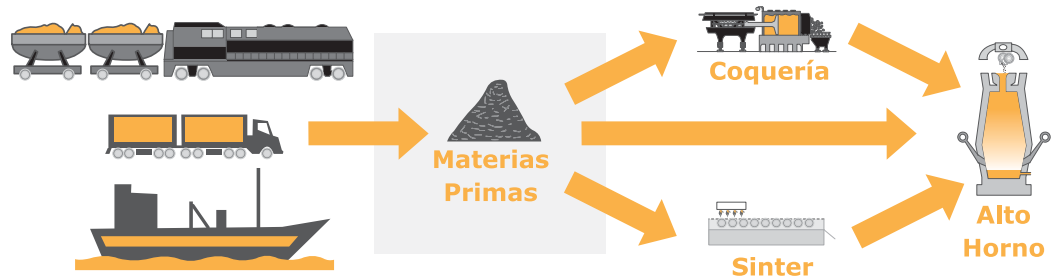 Coquería
Materias
Primas
Alto
Horno
Sinter